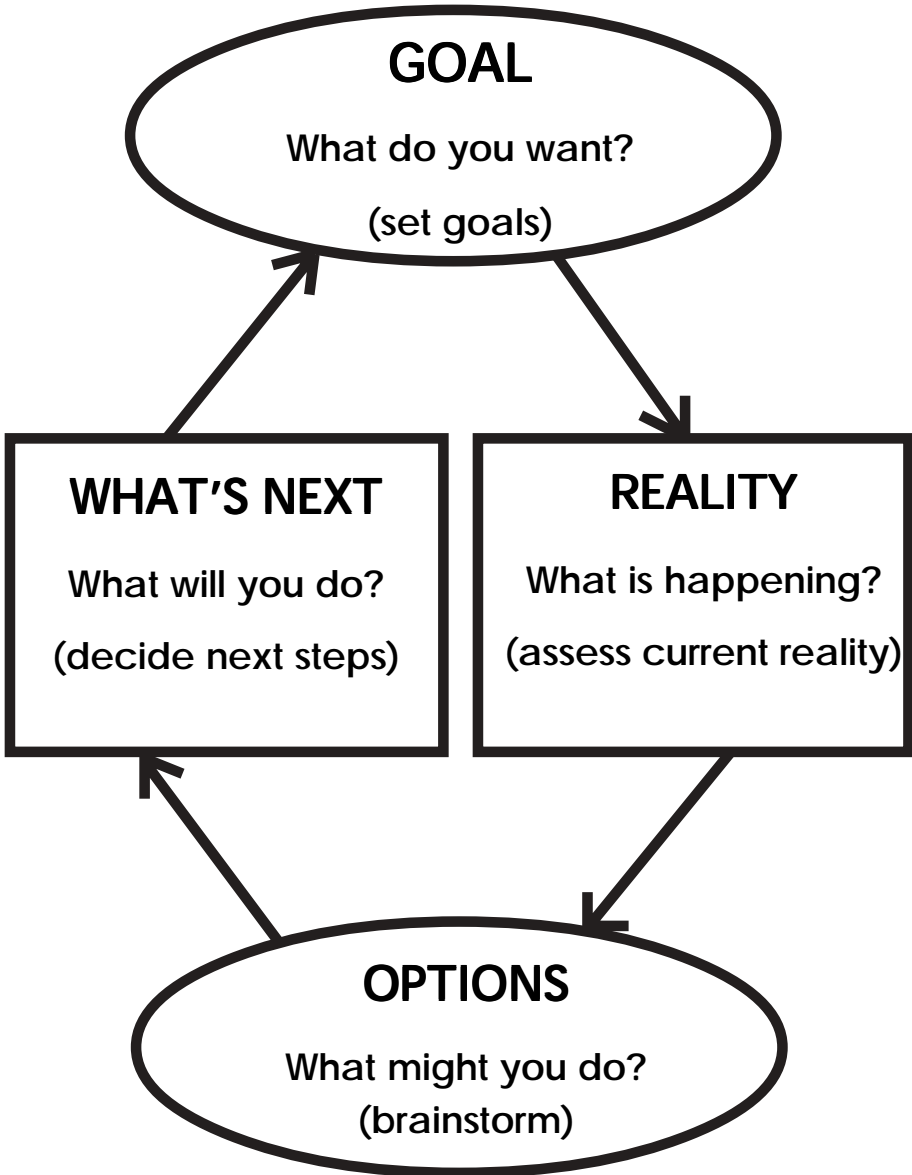 GOAL
What do you want?
(set goals)
WHAT’S NEXT
What will you do?
(decide next steps)
REALITY
What is happening?
(assess current reality)
OPTIONS
What might you do?
(brainstorm)